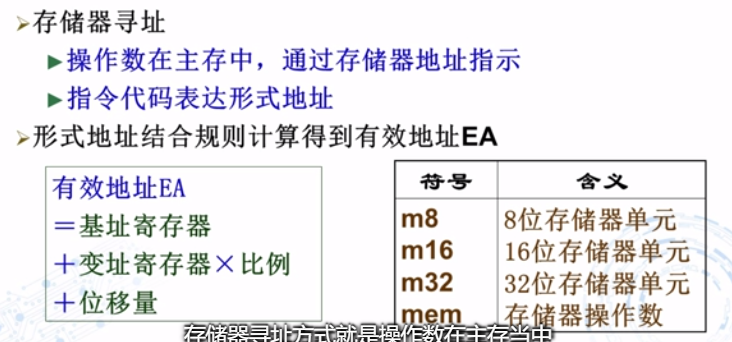 存储器寻址
操作数在主存中，通过存储器地址指示
指令代码表达形式地址
形式地址结合规则计算得到有效地址EA
有效地址EA
＝基址寄存器
＋变址寄存器×比例
＋位移量
符号 含义
m8 8位存储器单元
m16 16位存储器单元
m32 32位存储器单元
mem 存储器操作数
存储器寻址方式就是操作数在主存当中